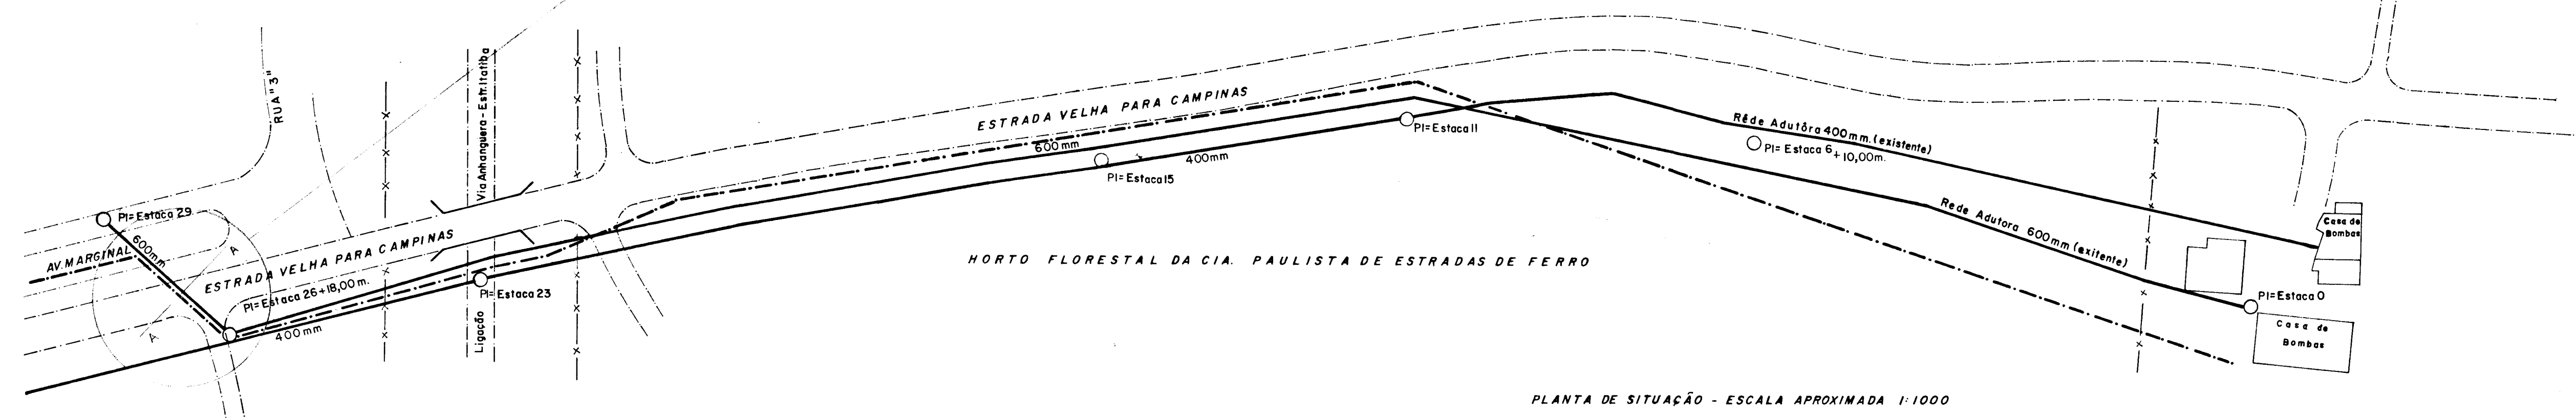 RUA "3"
Via Anhanguera - Estr. Itatiba
ESTRADA VELHA PARA CAMPINAS
600mm
400mm
PI=Estaca 11
PI=Estaca 15
Rêde Adutôra 400mm.(existente)
PI= Estaca 6+10,00m.
PI=Estaca 29
600mm
AV. MARGINAL
A
A
ESTRADA VELHA PARA CAMPINAS
PI=Estaca 26+18,00m.
400mm
PI=Estaca 23
Ligação
HORTO FLORESTAL DA CIA. PAULISTA DE ESTRADAS DE FERRO
Rede Adutora 600mm (exitente)
Casa de
Bombas
PI=Estaca 0
Casa de
Bombas
PLANTA DE SITUAÇÃO - ESCALA APROXIMADA 1:1000